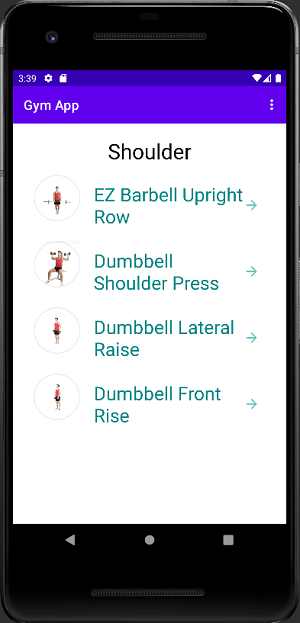 3:39
Gym App
Shoulder
EZ Barbell Upright
Row
Dumbbell
Shoulder Press
Dumbbell Lateral
Raise
Dumbbell Front
Rise